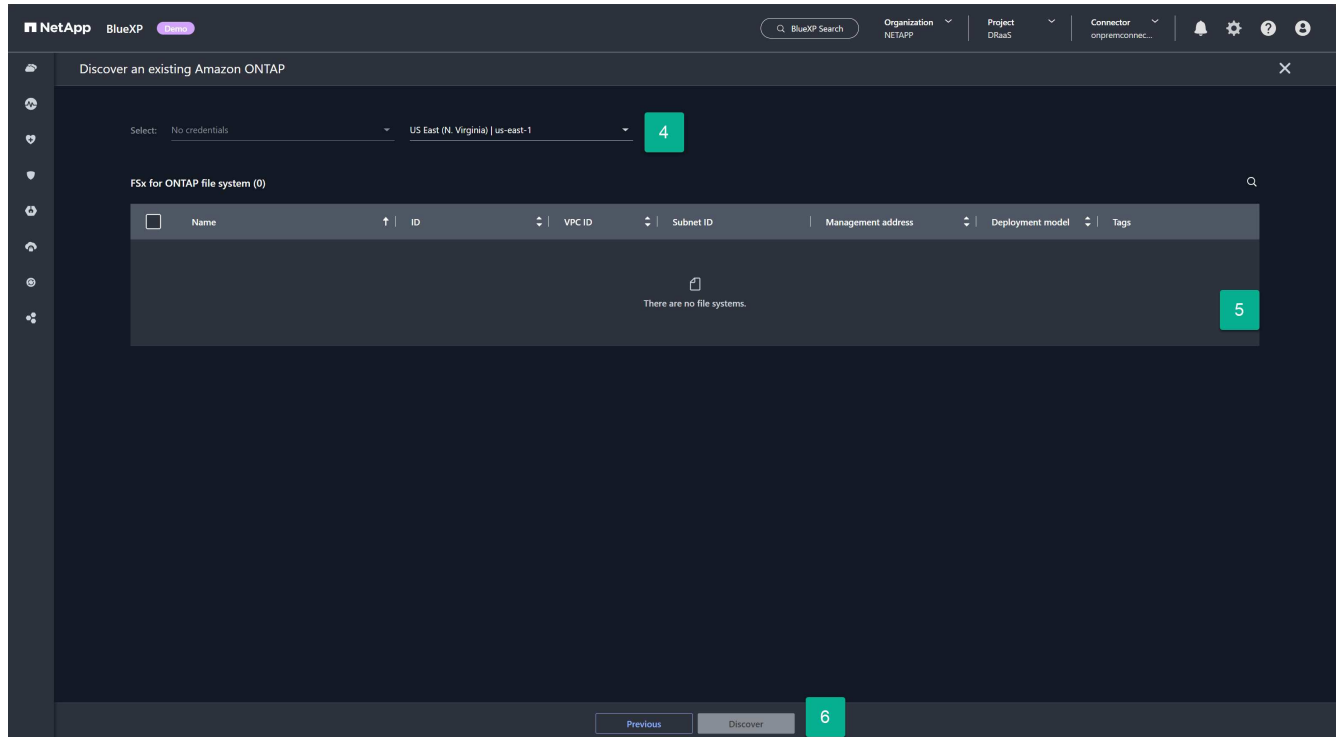 NetApp BlueXP Demo
BlueXP Search
Organization
NETAPP
Project
DRaaS
Connector
onpremconnec...
Discover an existing Amazon ONTAP
Select: No credentials
US East (N. Virginia) | us-east-1
4
FSx for ONTAP file system (0)
Name ID VPC ID Subnet ID Management address Deployment model Tags
There are no file systems.
5
Previous Discover
6